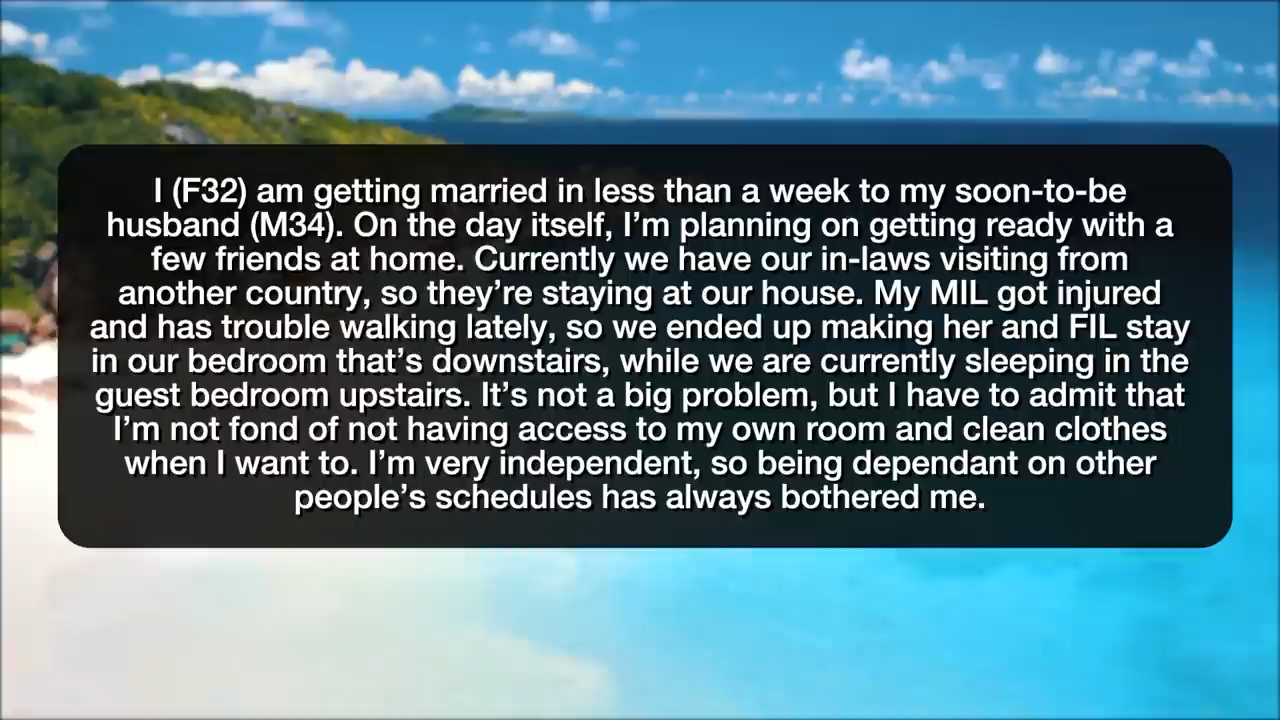 I (F32) am getting married in less than a week to my soon-to-be
husband (M34). On the day itself, I'm planning on getting ready with a
few friends at home. Currently we have our in-laws visiting from
another country, so they're staying at our house. My MIL got injured
and has trouble walking lately, so we ended up making her and FIL stay
in our bedroom that's downstairs, while we are currently sleeping in the
guest bedroom upstairs. It's not a big problem, but I have to admit that
I'm not fond of not having access to my own room and clean clothes
when I want to. I'm very independent, so being dependant on other
people's schedules has always bothered me.